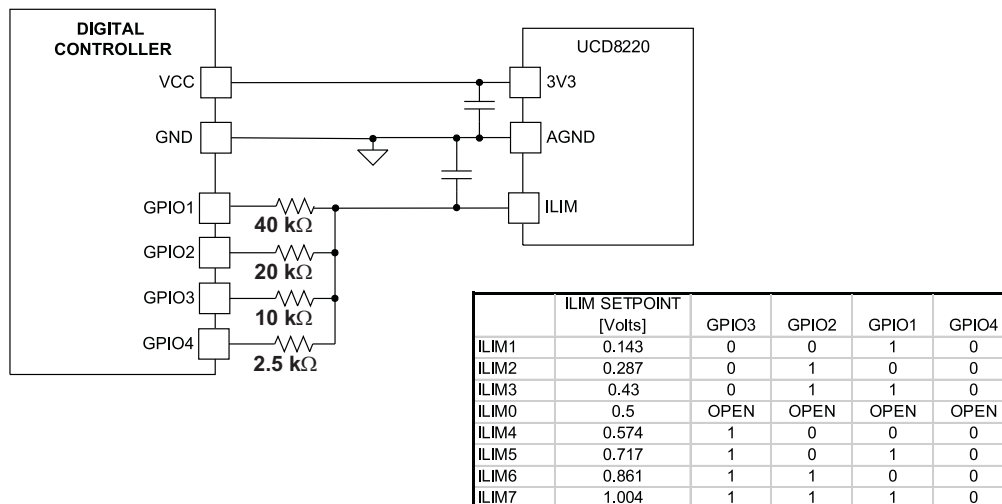 DIGITAL
CONTROLLER
VCC
GND
GPIO1
GPIO2
GPIO3
GPIO4
40 kΩ
20 kΩ
10 kΩ
2.5 kΩ
UCD8220
3V3
AGND
ILIM
ILIM SETPOINT
[Volts] GPIO3 GPIO2 GPIO1 GPIO4
ILIM1 0.143 0 0 1 0
ILIM2 0.287 0 1 0 0
ILIM3 0.43 0 1 1 0
ILIM0 0.5 OPEN OPEN OPEN OPEN
ILIM4 0.574 1 0 0 0
ILIM5 0.717 1 0 1 0
ILIM6 0.861 1 1 0 0
ILIM7 1.004 1 1 1 0